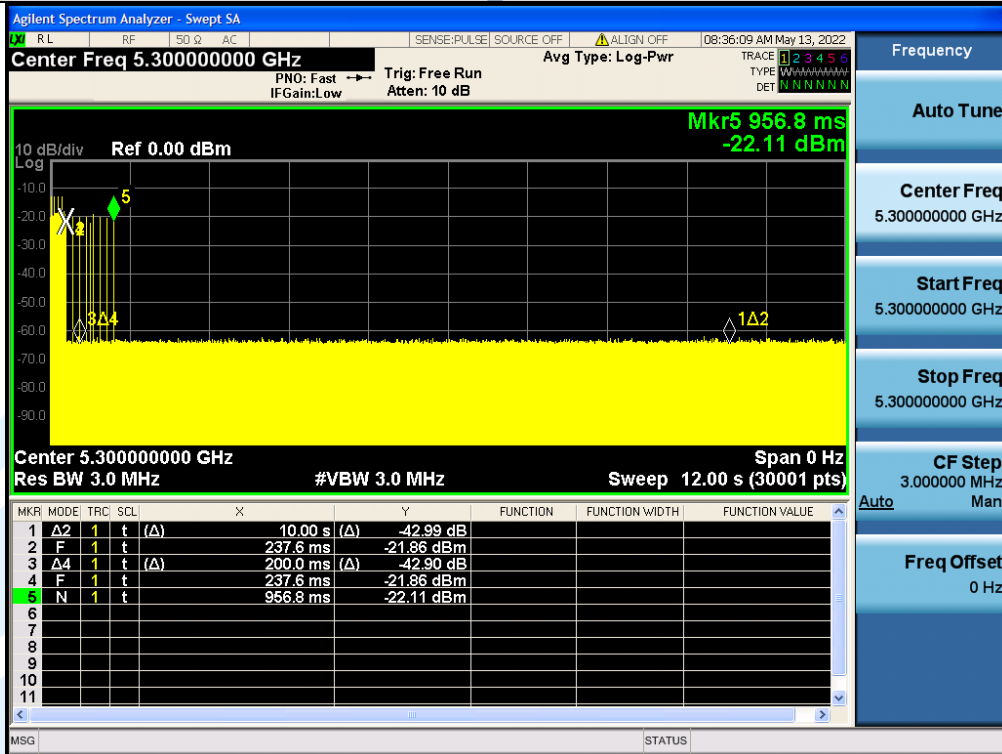 Agilent Spectrum Analyzer - Swept SA
LXI RL RF 50 Ω AC SENSE:PULSE SOURCE OFF ⚠ ALIGN OFF 08:36:09 AM May 13, 2022
Center Freq 5.300000000 GHz
PNO: Fast
IFGain:Low
Trig: Free Run
Atten: 10 dB
Avg Type: Log-Pwr
TRACE 1 2 3 4 5 6
TYPE
DET N N N N N N
Mkr5 956.8 ms
-22.11 dBm
10 dB/div
Log
Ref 0.00 dBm
-10.0
-20.0
-30.0
-40.0
-50.0
-60.0
-70.0
-80.0
-90.0
5
3Δ4
1Δ2
Center 5.300000000 GHz
Span 0 Hz
Res BW 3.0 MHz
#VBW 3.0 MHz
Sweep 12.00 s (30001 pts)
MKR MODE TRC SCL X Y FUNCTION FUNCTION WIDTH FUNCTION VALUE
1 Δ2 1 t (Δ) 10.00 s (Δ) -42.99 dB
2 F 1 t 237.6 ms -21.86 dBm
3 Δ4 1 t (Δ) 200.0 ms (Δ) -42.90 dB
4 F 1 t 237.6 ms -21.86 dBm
5 N 1 t 956.8 ms -22.11 dBm
6
7
8
9
10
11
MSG
STATUS
Frequency
Auto Tune
Center Freq
5.300000000 GHz
Start Freq
5.300000000 GHz
Stop Freq
5.300000000 GHz
CF Step
3.000000 MHz
Auto Man
Freq Offset
0 Hz